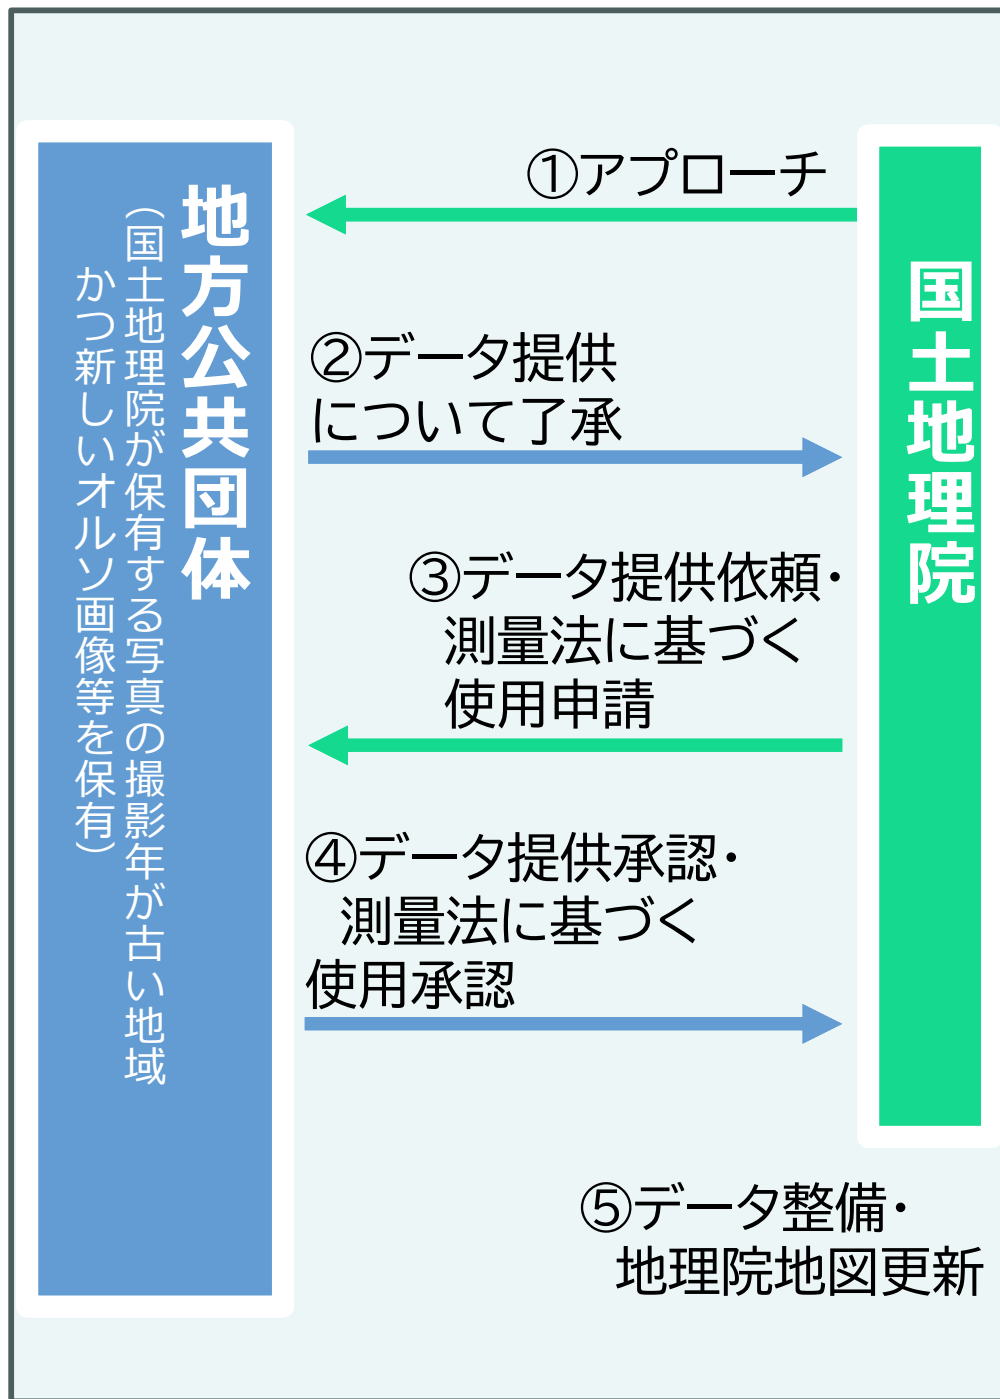 地方公共団体
（国土地理院が保有する写真の撮影年が古い地域
かつ新しいオルソ画像等を保有）
①アプローチ
②データ提供
について了承
③データ提供依頼・
測量法に基づく
使用申請
④データ提供承認・
測量法に基づく
使用承認
国土地理院
⑤データ整備・
地理院地図更新